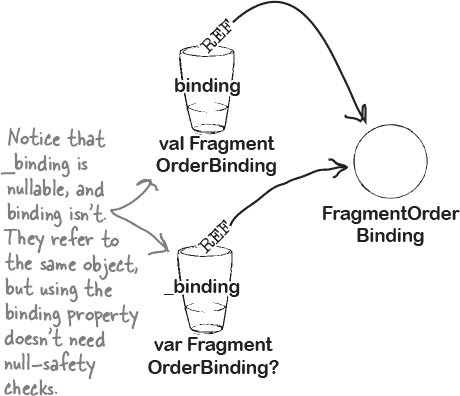 REF
binding
val Fragment
OrderBinding
Notice that
_binding is
nullable, and
binding isn't.
They refer to
the same object,
but using the
binding property
doesn't need
null-safety
checks.
FragmentOrder
Binding
REF
_binding
var Fragment
OrderBinding?